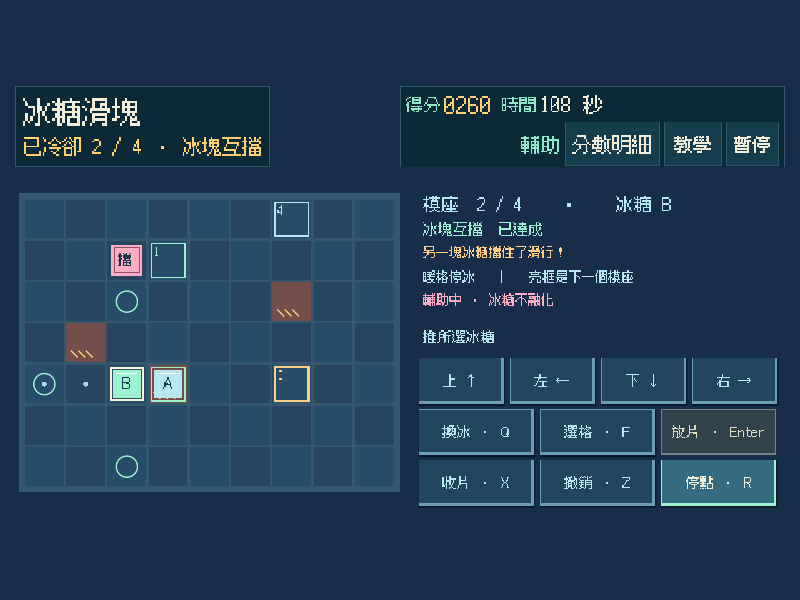 冰糖滑塊
已冷卻 2 / 4 · 冰塊互擋
得分0260 時間108 秒
輔助 分數明細 教學 暫停
模座 2 / 4 · 冰糖 B
冰塊互擋 已達成
另一塊冰糖擋住了滑行！
暖格停冰 | 亮框是下一個模座
輔助中 · 冰糖不融化
推所選冰糖
上 ↑ 左 ← 下 ↓ 右 →
換冰 · Q 選格 · F 放片 · Enter
收片 · X 撤銷 · Z 停點 · R
4
擋 1
B A